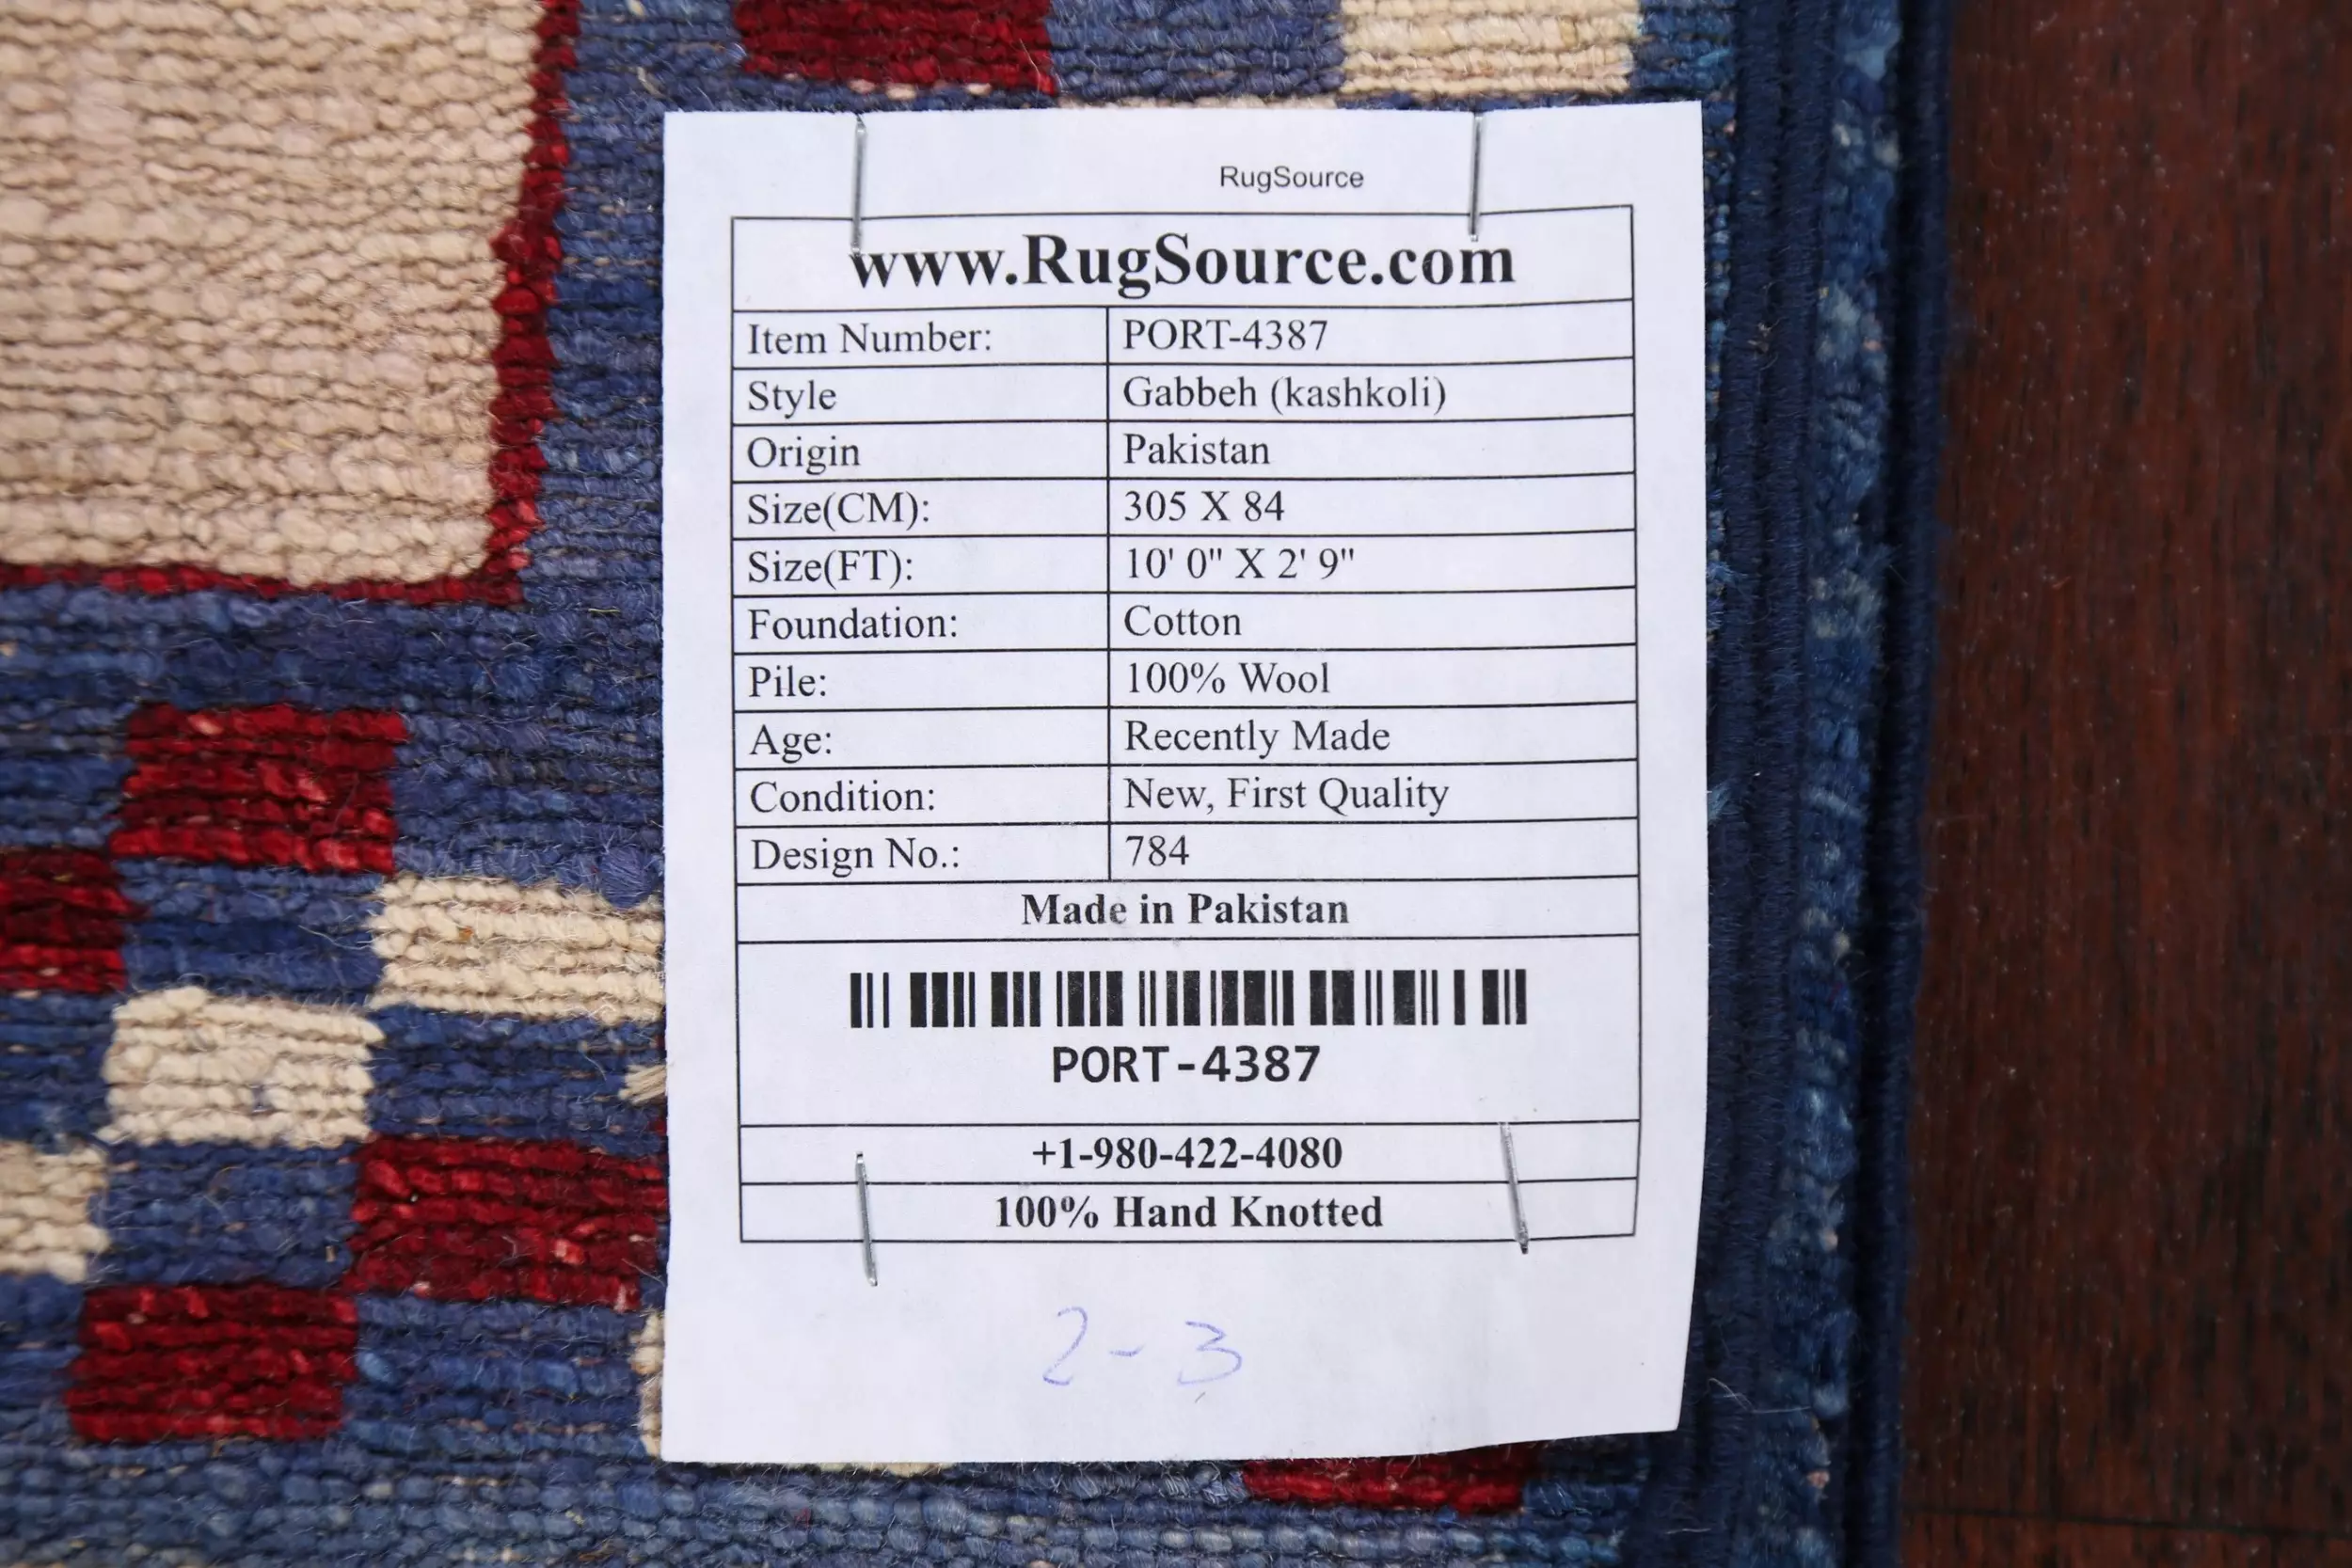 RugSource
www.RugSource.com
Item Number: PORT-4387
Style Gabbeh (kashkoli)
Origin Pakistan
Size(CM): 305 X 84
Size(FT): 10' 0" X 2' 9"
Foundation: Cotton
Pile: 100% Wool
Age: Recently Made
Condition: New, First Quality
Design No.: 784
Made in Pakistan
PORT-4387
+1-980-422-4080
100% Hand Knotted
2-3